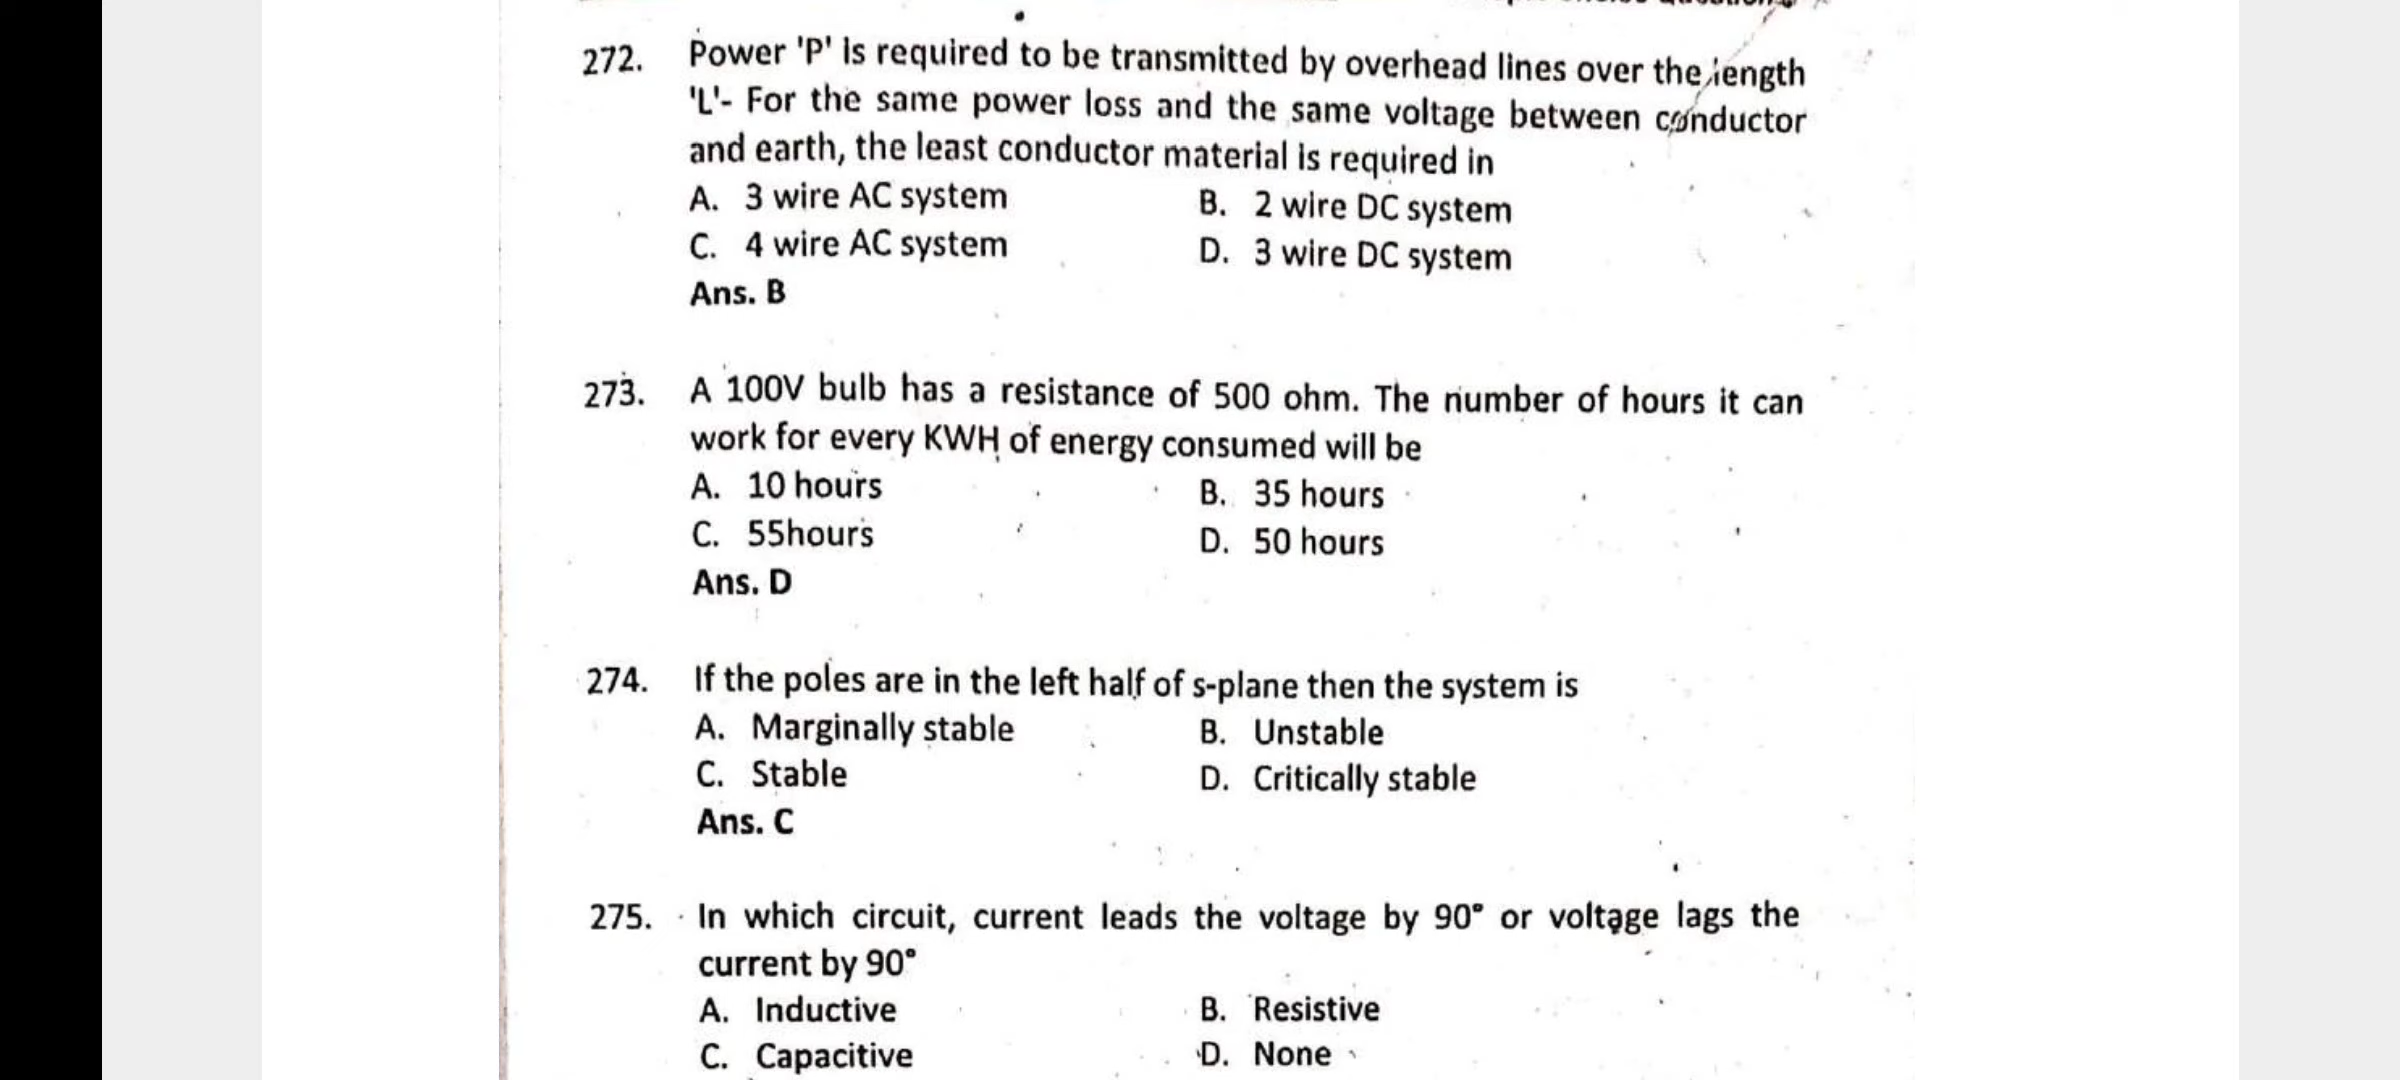 272. Power 'P' is required to be transmitted by overhead lines over the length
'L'- For the same power loss and the same voltage between conductor
and earth, the least conductor material is required in
A. 3 wire AC system B. 2 wire DC system
C. 4 wire AC system D. 3 wire DC system
Ans. B
273. A 100V bulb has a resistance of 500 ohm. The number of hours it can
work for every KWH of energy consumed will be
A. 10 hours B. 35 hours
C. 55hours D. 50 hours
Ans. D
274. If the poles are in the left half of s-plane then the system is
A. Marginally stable B. Unstable
C. Stable D. Critically stable
Ans. C
275. In which circuit, current leads the voltage by 90° or voltage lags the
current by 90°
A. Inductive B. Resistive
C. Capacitive D. None